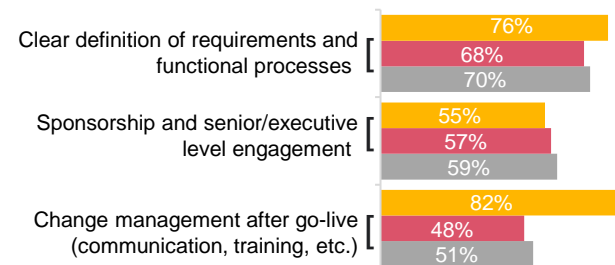 76%
Clear definition of requirements and
68%
functional processes
70%
55%
Sponsorship and senior/executive
57%
level engagement
59%
82%
Change management after go-live
48%
(communication, training, etc.)
51%